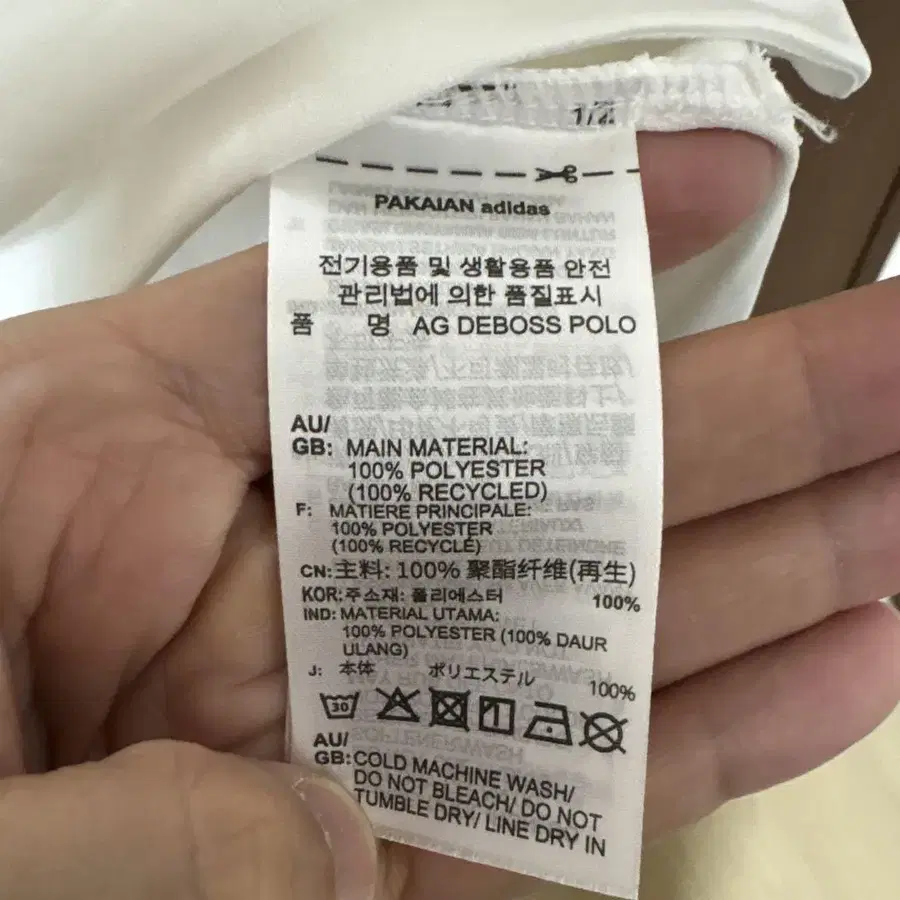 1/2
PAKAIAN adidas
전기용품 및 생활용품 안전
관리법에 의한 품질표시
품 명 AG DEBOSS POLO
AU/
GB: MAIN MATERIAL:
100% POLYESTER
(100% RECYCLED)
F: MATIERE PRINCIPALE:
100% POLYESTER
(100% RECYCLÉ)
CN:主料: 100% 聚酯纤维(再生)
KOR:주소재: 폴리에스터 100%
IND: MATERIAL UTAMA:
100% POLYESTER (100% DAUR
ULANG)
J: 本体 ポリエステル 100%
30
AU/
GB: COLD MACHINE WASH/
DO NOT BLEACH/ DO NOT
TUMBLE DRY/ LINE DRY IN